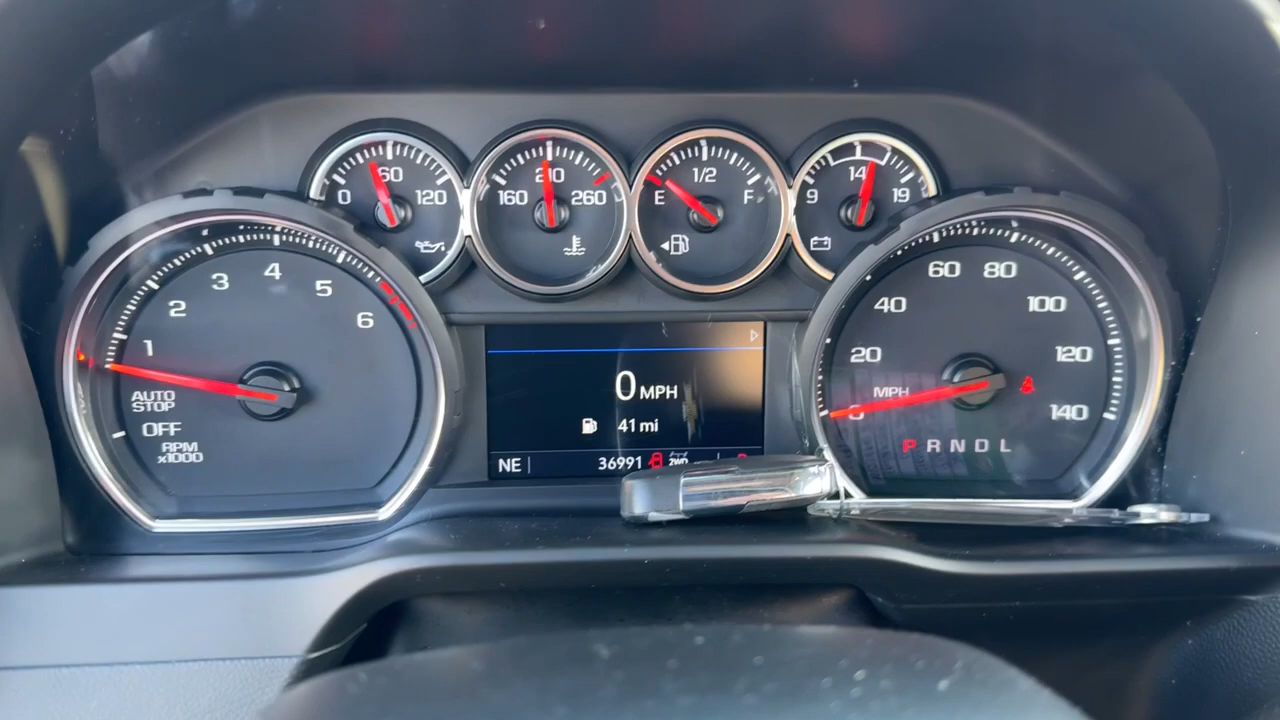 0 60 120
160 210 260
E 1/2 F
9 14 19
1 2 3 4 5 6
AUTO
STOP
OFF
RPM
x1000
0 MPH
41 mi
NE 36991 2WD
0 20 40 60 80 100 120 140
MPH
P R N D L